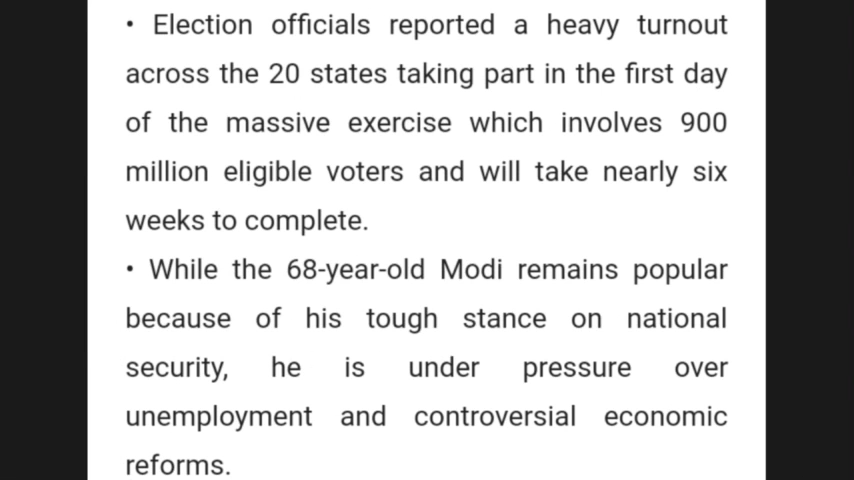 • Election officials reported a heavy turnout
across the 20 states taking part in the first day
of the massive exercise which involves 900
million eligible voters and will take nearly six
weeks to complete.
• While the 68-year-old Modi remains popular
because of his tough stance on national
security, he is under pressure over
unemployment and controversial economic
reforms.